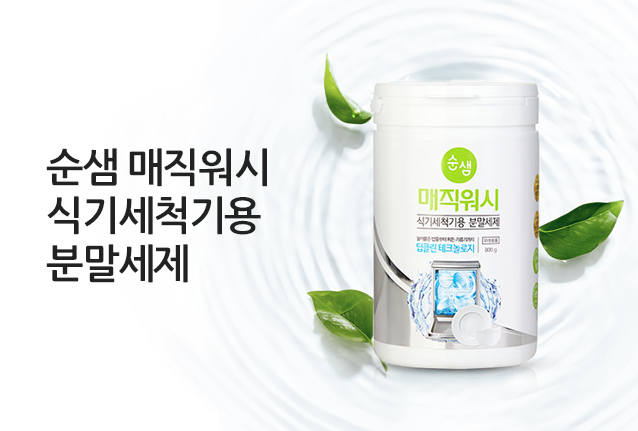 순샘 매직워시
식기세척기용
분말세제
순샘
매직워시
식기세척기용 분말세제
딥클린 테크놀로지
800 g